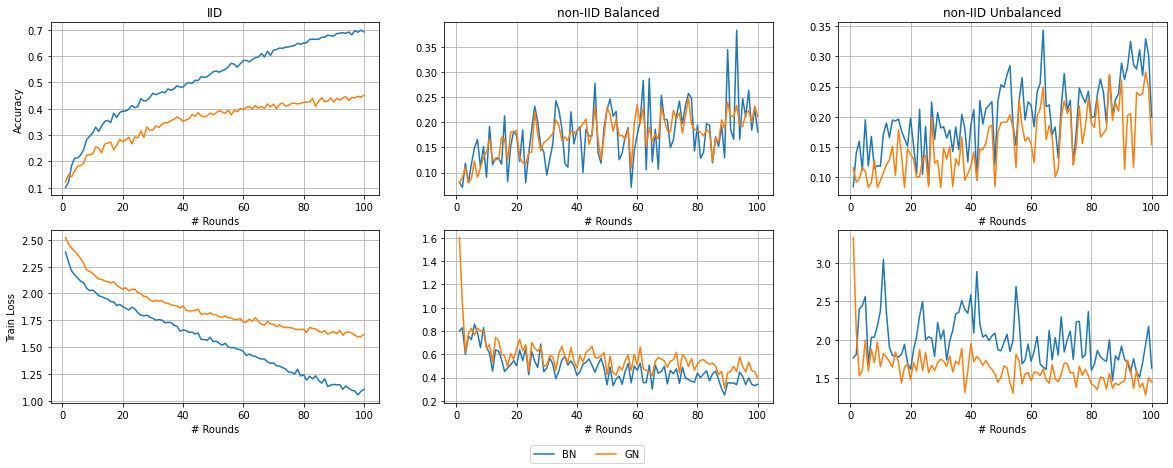 IID
non-IID Balanced
non-IID Unbalanced
Accuracy
0.7
0.6
0.5
0.4
0.3
0.2
0.1
0 20 40 60 80 100
# Rounds
0.35
0.30
0.25
0.20
0.15
0.10
0 20 40 60 80 100
# Rounds
0.35
0.30
0.25
0.20
0.15
0.10
0 20 40 60 80 100
# Rounds
Train Loss
2.50
2.25
2.00
1.75
1.50
1.25
1.00
0 20 40 60 80 100
# Rounds
1.6
1.4
1.2
1.0
0.8
0.6
0.4
0.2
0 20 40 60 80 100
# Rounds
3.0
2.5
2.0
1.5
0 20 40 60 80 100
# Rounds
BN GN